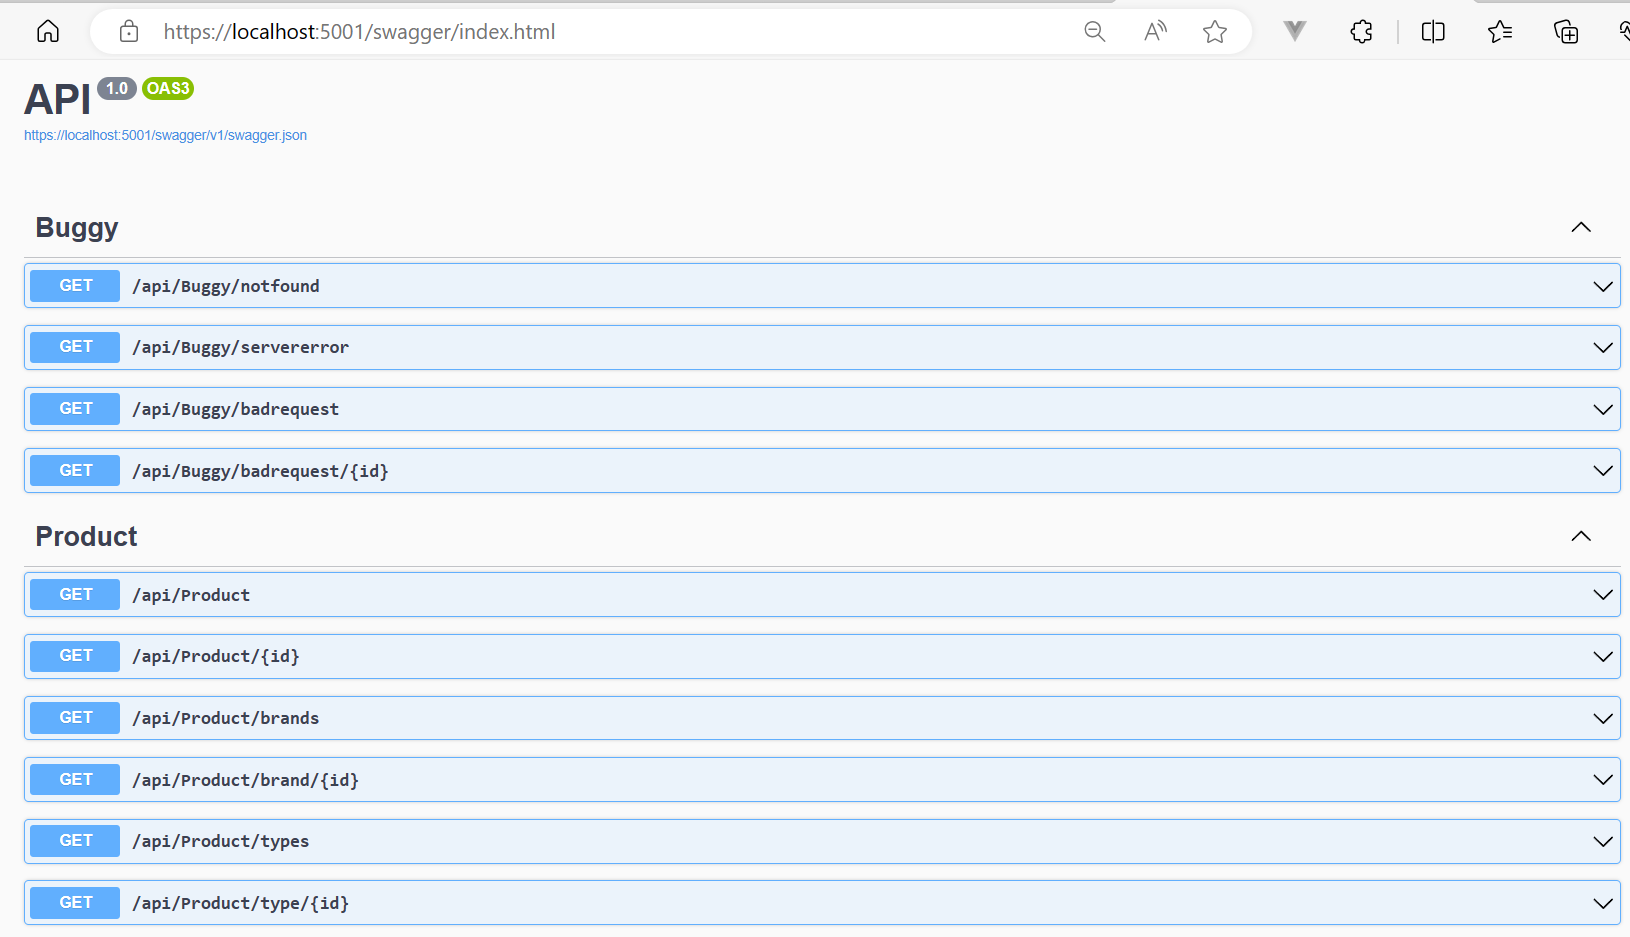 https://localhost:5001/swagger/index.html
API 1.0 OAS3
https://localhost:5001/swagger/v1/swagger.json
Buggy
GET /api/Buggy/notfound
GET /api/Buggy/servererror
GET /api/Buggy/badrequest
GET /api/Buggy/badrequest/{id}
Product
GET /api/Product
GET /api/Product/{id}
GET /api/Product/brands
GET /api/Product/brand/{id}
GET /api/Product/types
GET /api/Product/type/{id}